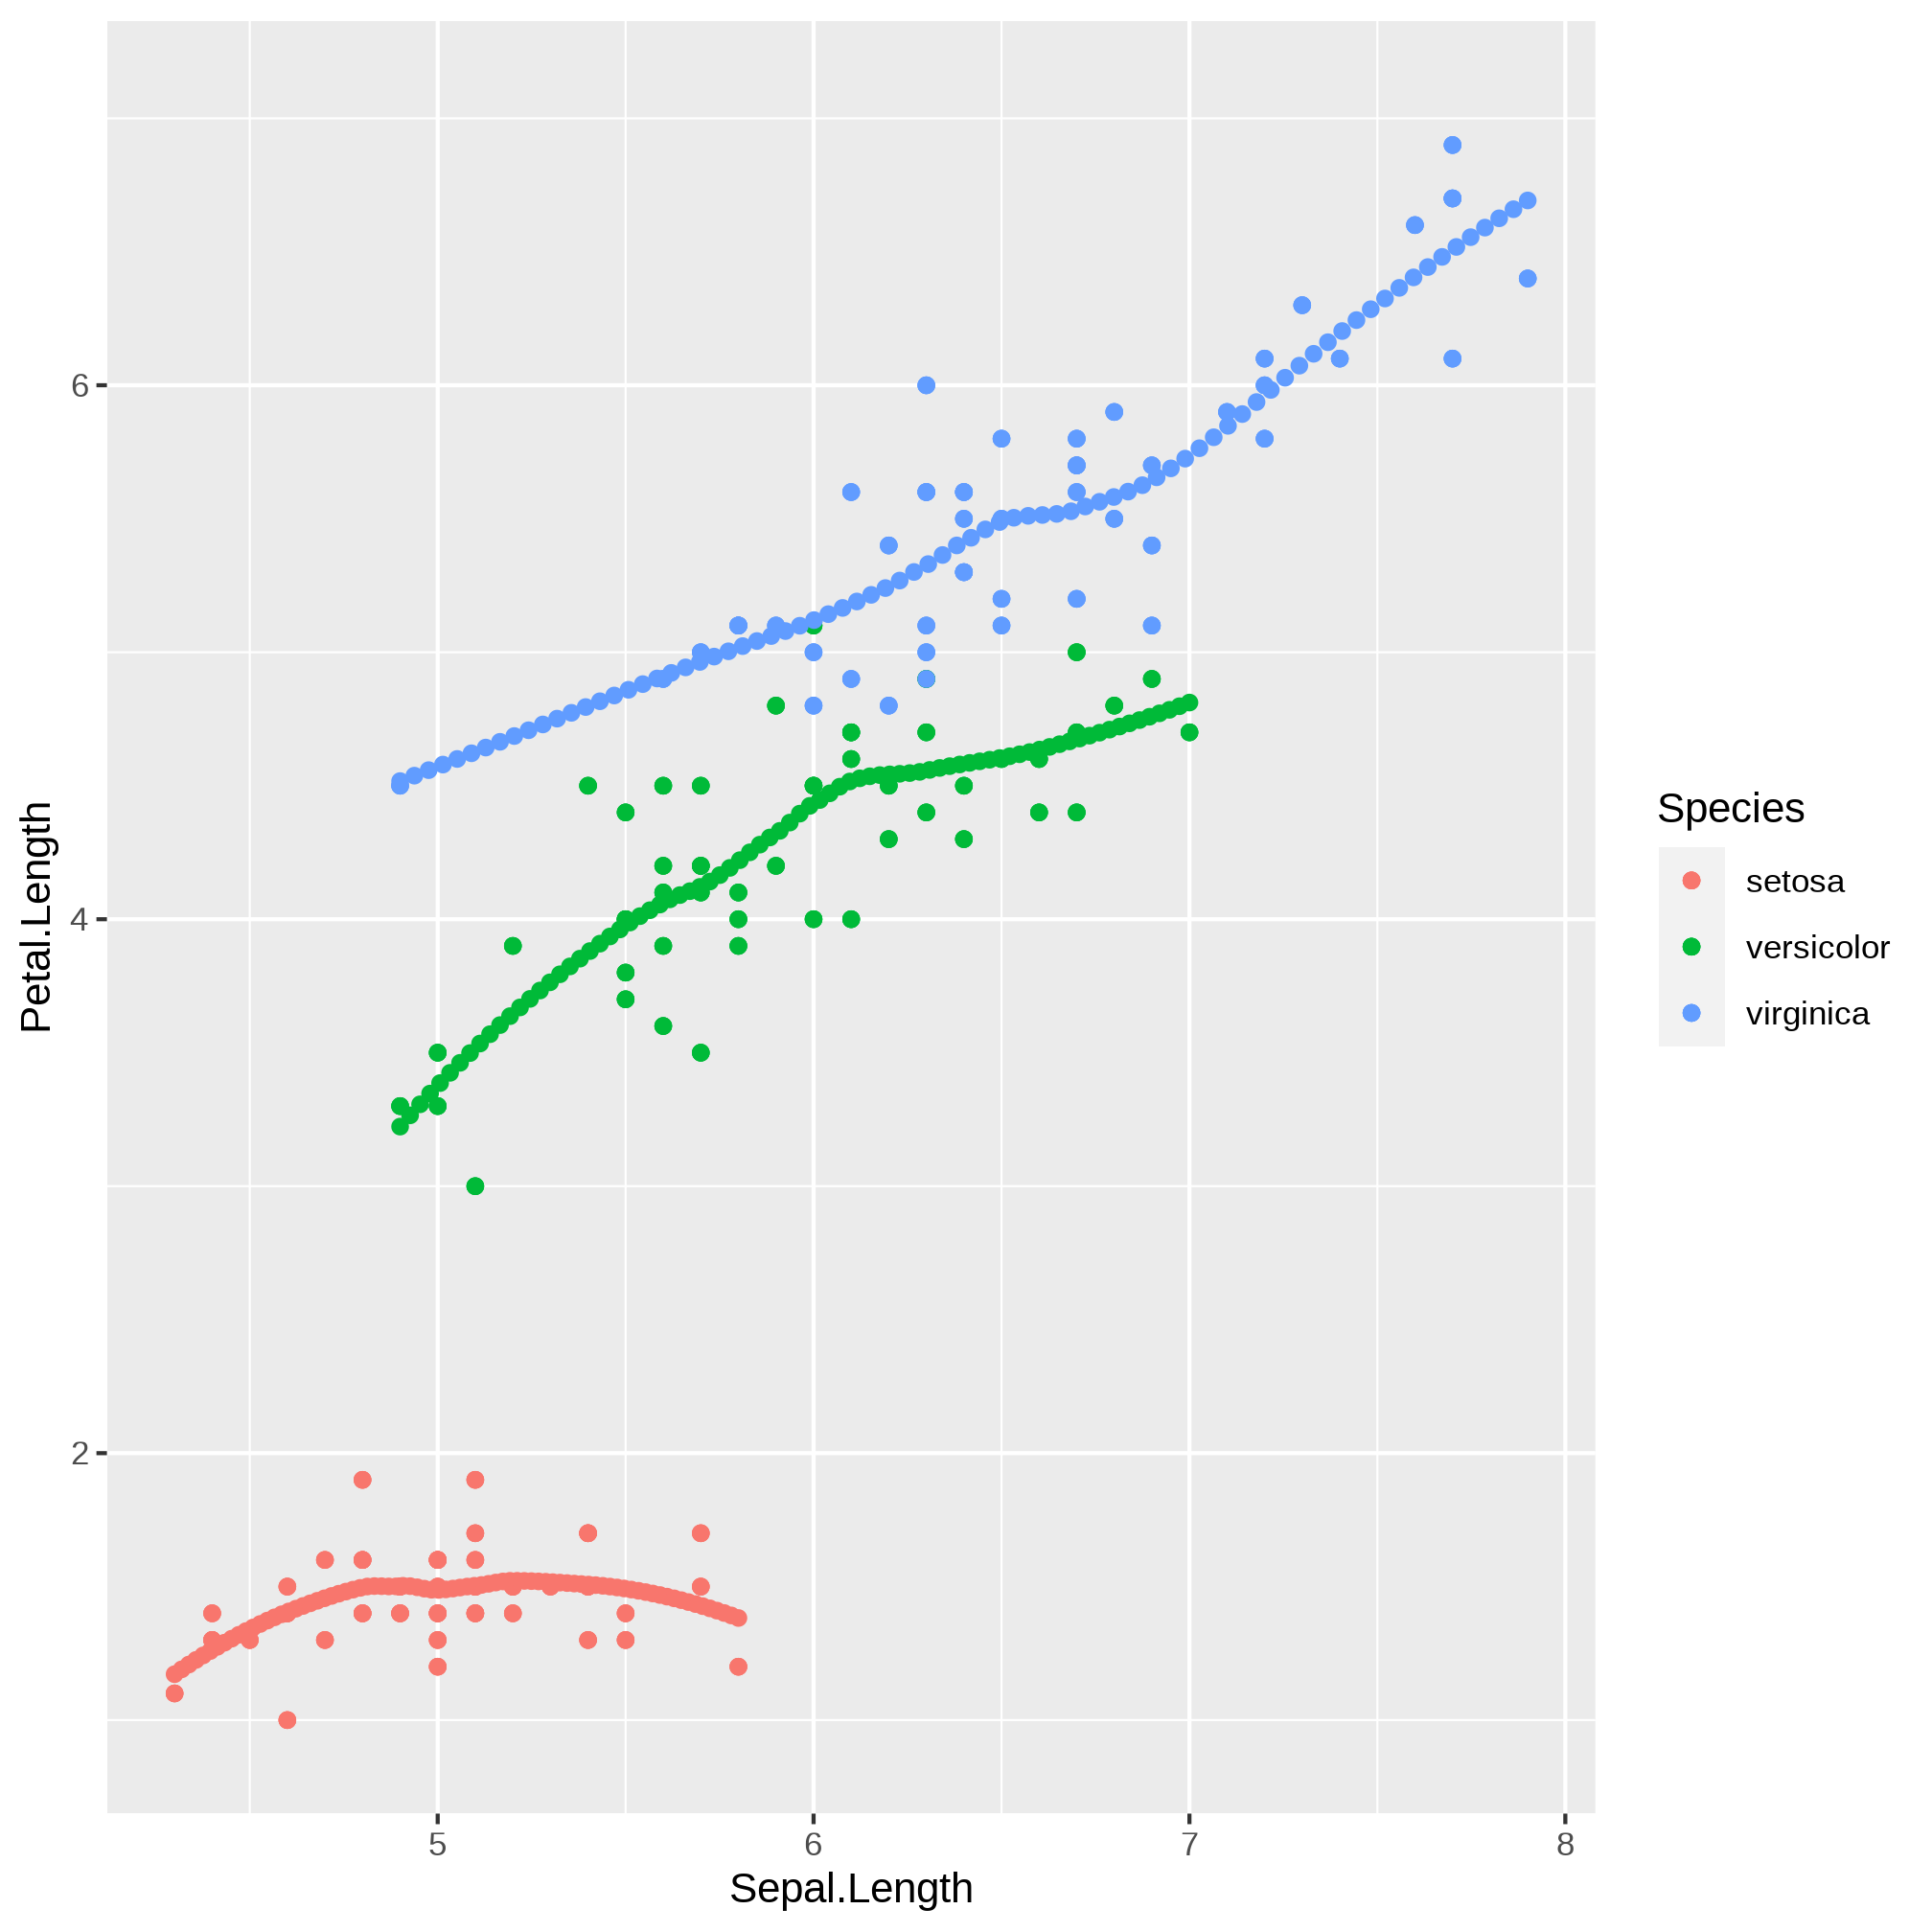 6
4
2
Petal.Length
5 6 7 8
Sepal.Length
Species
setosa
versicolor
virginica